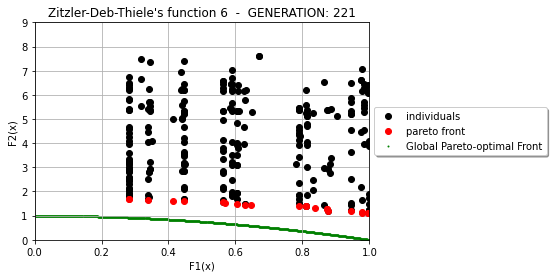 Zitzler-Deb-Thiele's function 6 - GENERATION: 221
9
8
7
6
5
4
3
2
1
0
F2(x)
0.0 0.2 0.4 0.6 0.8 1.0
F1(x)
individuals
pareto front
Global Pareto-optimal Front